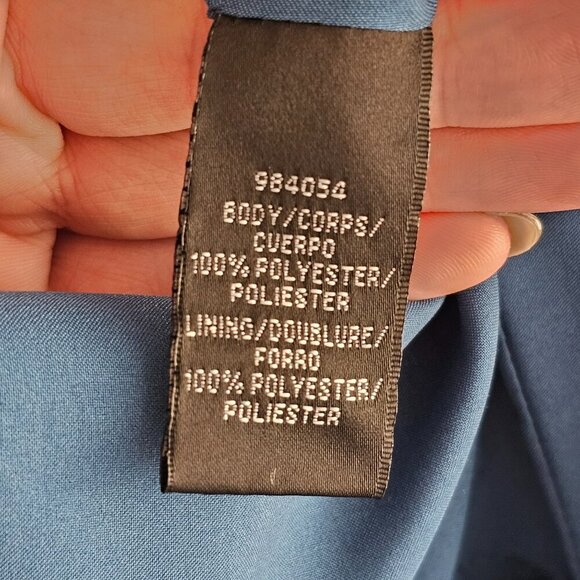 984054
BODY/CORPS/
CUERPO
100% POLYESTER/
POLIESTER
LINING/DOUBLURE/
FORRO
100% POLYESTER/
POLIESTER